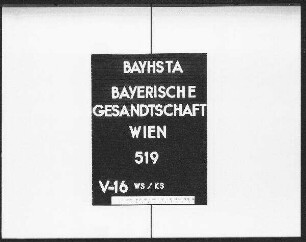 BAYHSTA
BAYERISCHE
GESANDTSCHAFT
WIEN
519
V-16 WS/KS